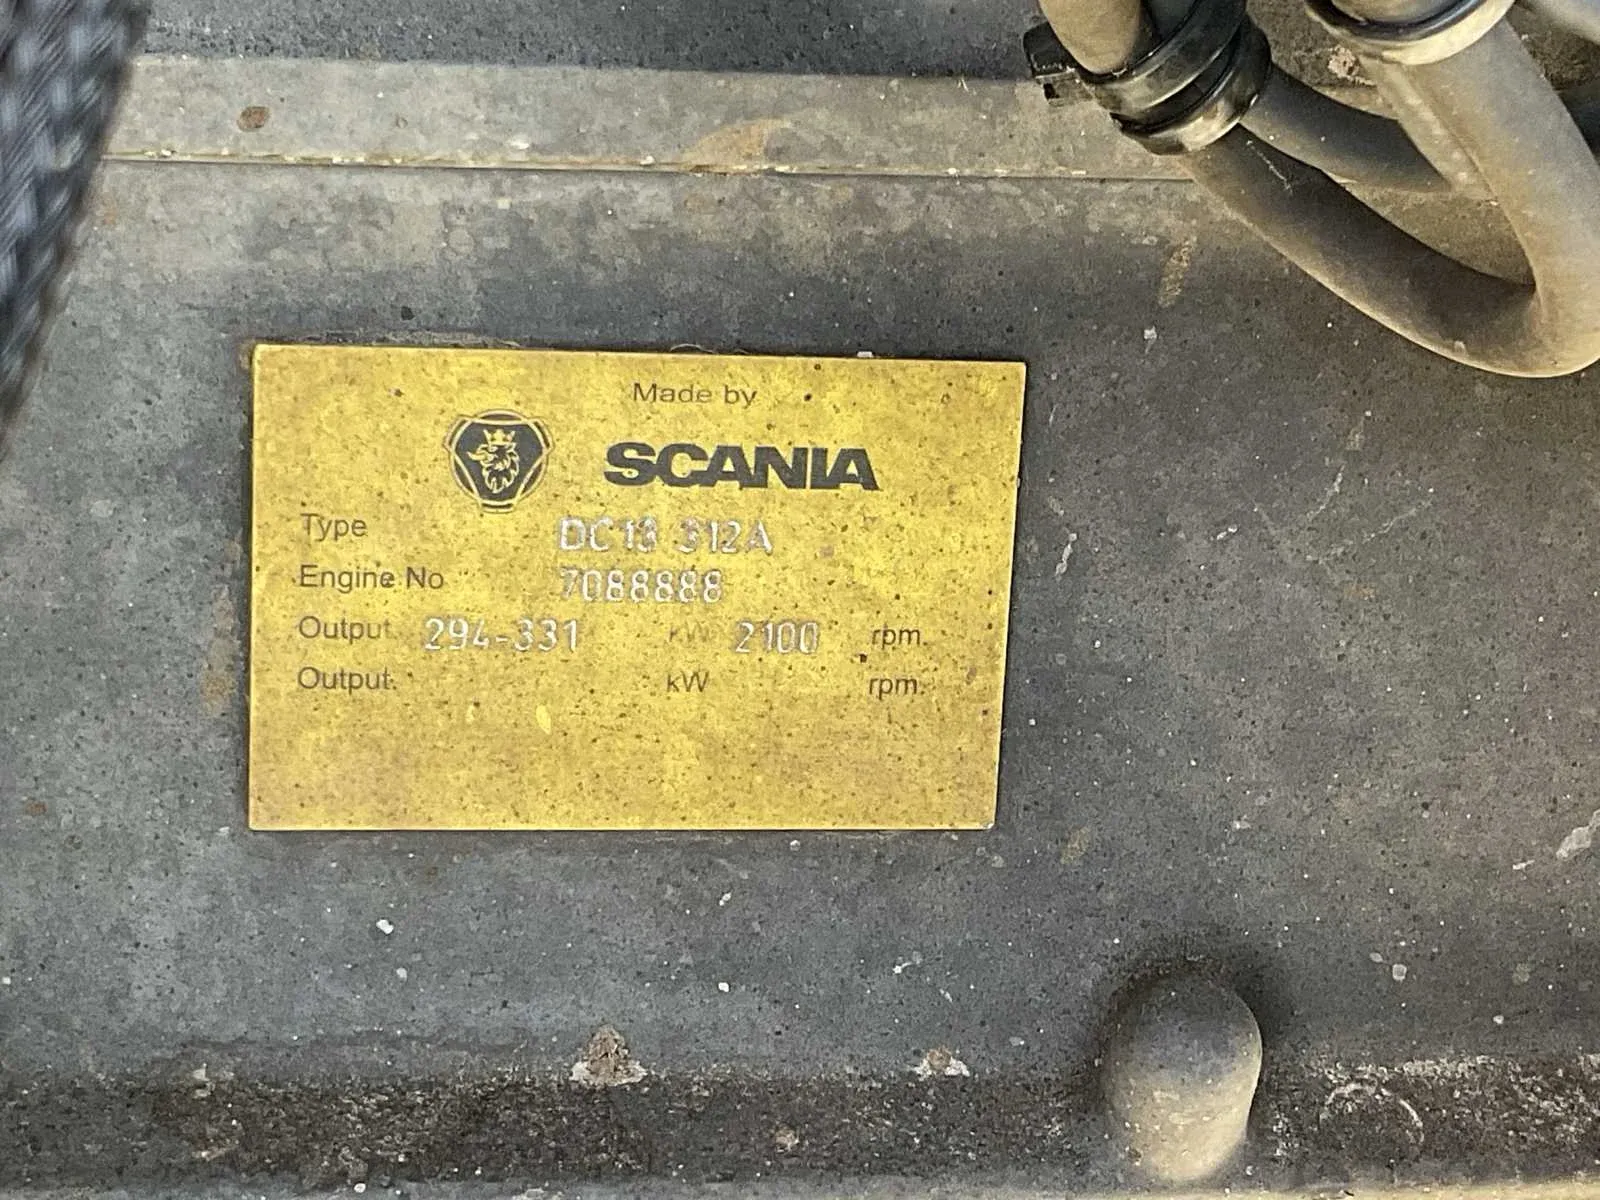 Made by
SCANIA
Type DC13 312A
Engine No 7088888
Output 294-331 kW 2100 rpm.
Output. kW rpm.